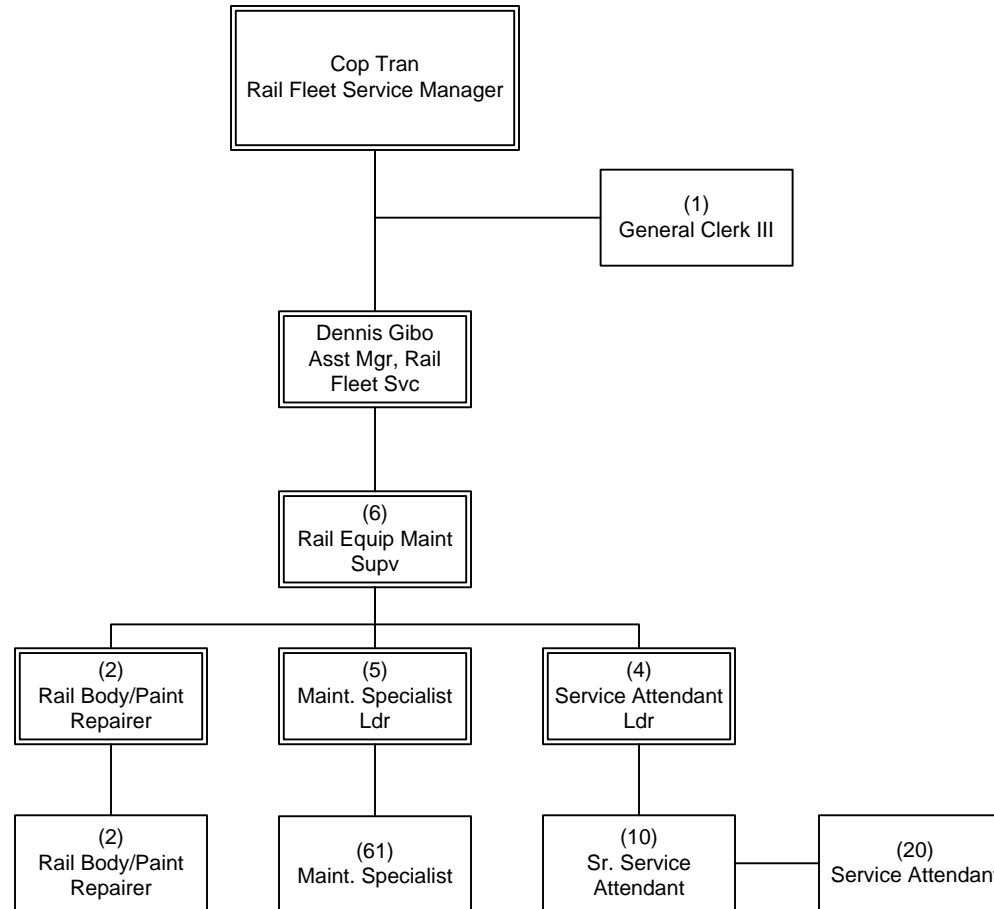 Cop Tran
Rail Fleet Service Manager
(1)
General Clerk III
Dennis Gibo
Asst Mgr, Rail
Fleet Svc
(6)
Rail Equip Maint
Supv
(2)
Rail Body/Paint
Repairer
(5)
Maint. Specialist
Ldr
(4)
Service Attendant
Ldr
(2)
Rail Body/Paint
Repairer
(61)
Maint. Specialist
(10)
Sr. Service
Attendant
(20)
Service Attendant